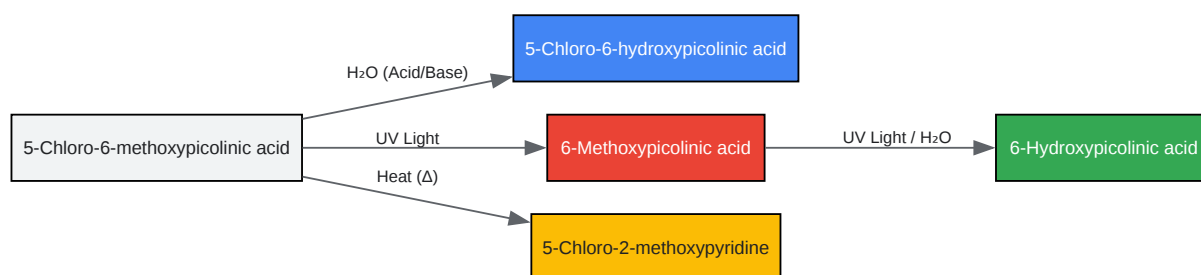 5-Chloro-6-hydroxypicolinic acid
H₂O (Acid/Base)
5-Chloro-6-methoxypicolinic acid
UV Light
6-Methoxypicolinic acid
UV Light / H₂O
6-Hydroxypicolinic acid
Heat (Δ)
5-Chloro-2-methoxypyridine